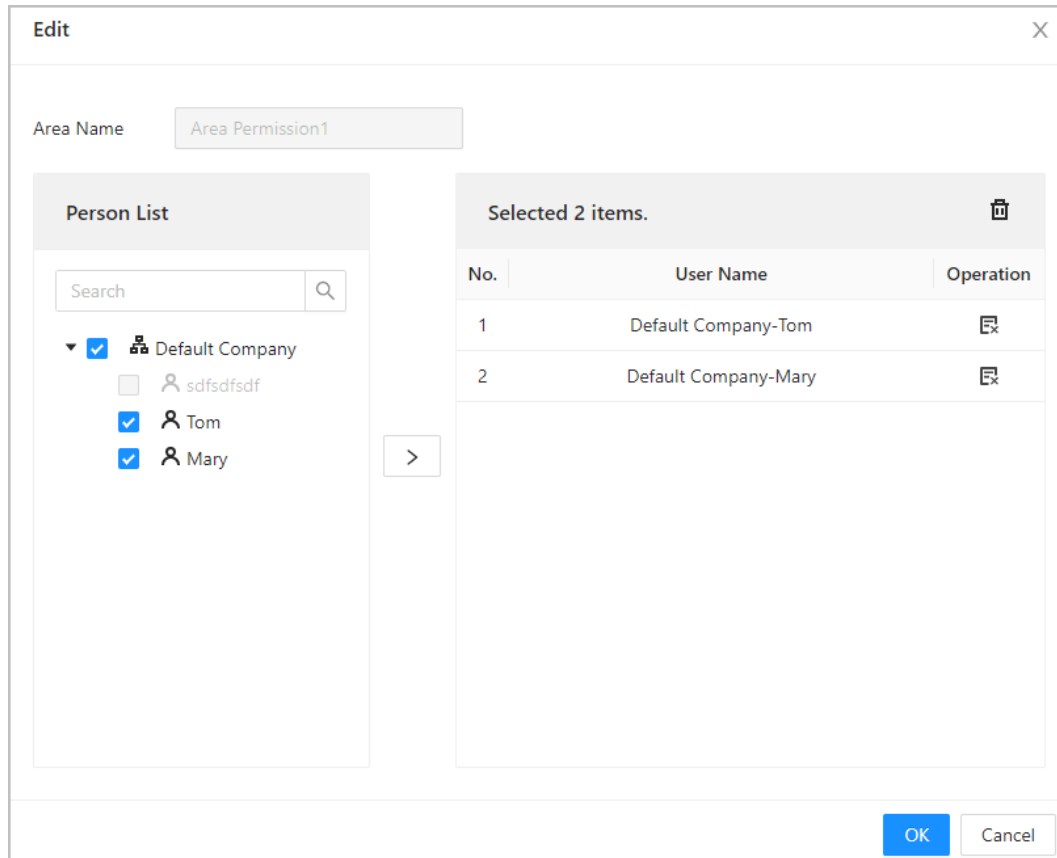 Edit
Area Name Area Permission1
Person List
Search
Default Company
sdfsdfsdf
Tom
Mary
Selected 2 items.
No. User Name Operation
1 Default Company-Tom
2 Default Company-Mary
OK Cancel